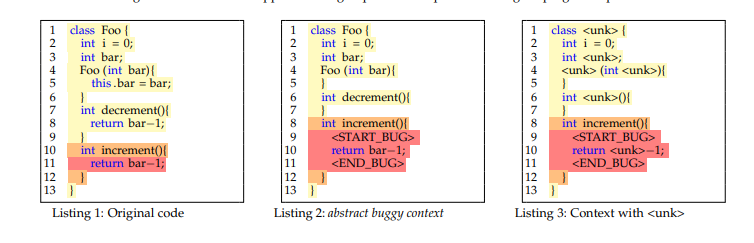 1 class Foo {
2 int i = 0;
3 int bar;
4 Foo (int bar){
5 this.bar = bar;
6 }
7 int decrement(){
8 return bar−1;
9 }
10 int increment(){
11 return bar−1;
12 }
13 }
Listing 1: Original code
1 class Foo {
2 int i = 0;
3 int bar;
4 Foo (int bar){
5 }
6 int decrement(){
7 }
8 int increment(){
9 <START_BUG>
10 return bar−1;
11 <END_BUG>
12 }
13 }
Listing 2: abstract buggy context
1 class <unk> {
2 int i = 0;
3 int <unk>;
4 <unk> (int <unk>){
5 }
6 int <unk>(){
7 }
8 int increment(){
9 <START_BUG>
10 return <unk>−1;
11 <END_BUG>
12 }
13 }
Listing 3: Context with <unk>